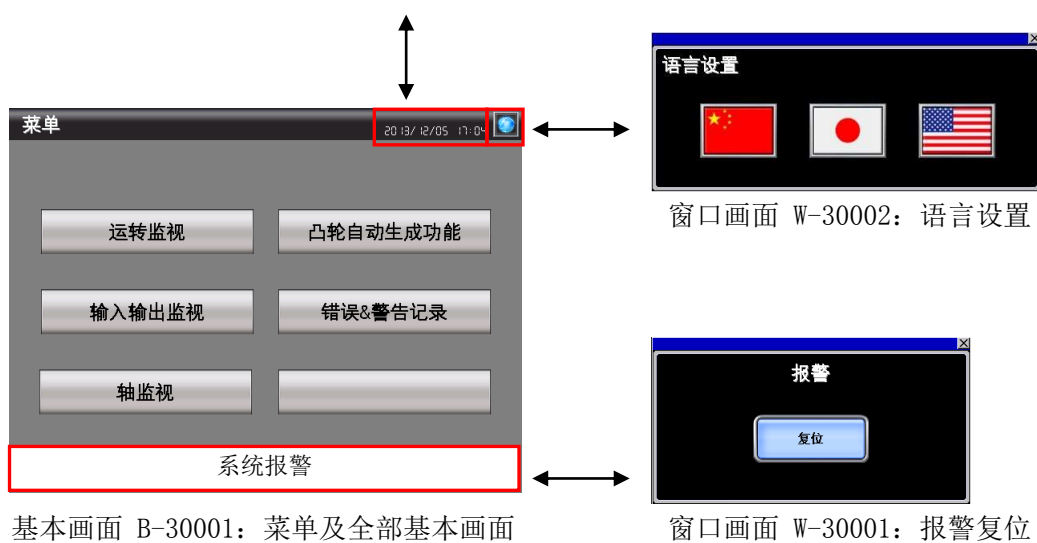 菜单
2013/12/05 17:04
运转监视
凸轮自动生成功能
输入输出监视
错误&警告记录
轴监视
系统报警
基本画面 B-30001：菜单及全部基本画面
语言设置
窗口画面 W-30002：语言设置
报警
复位
窗口画面 W-30001：报警复位